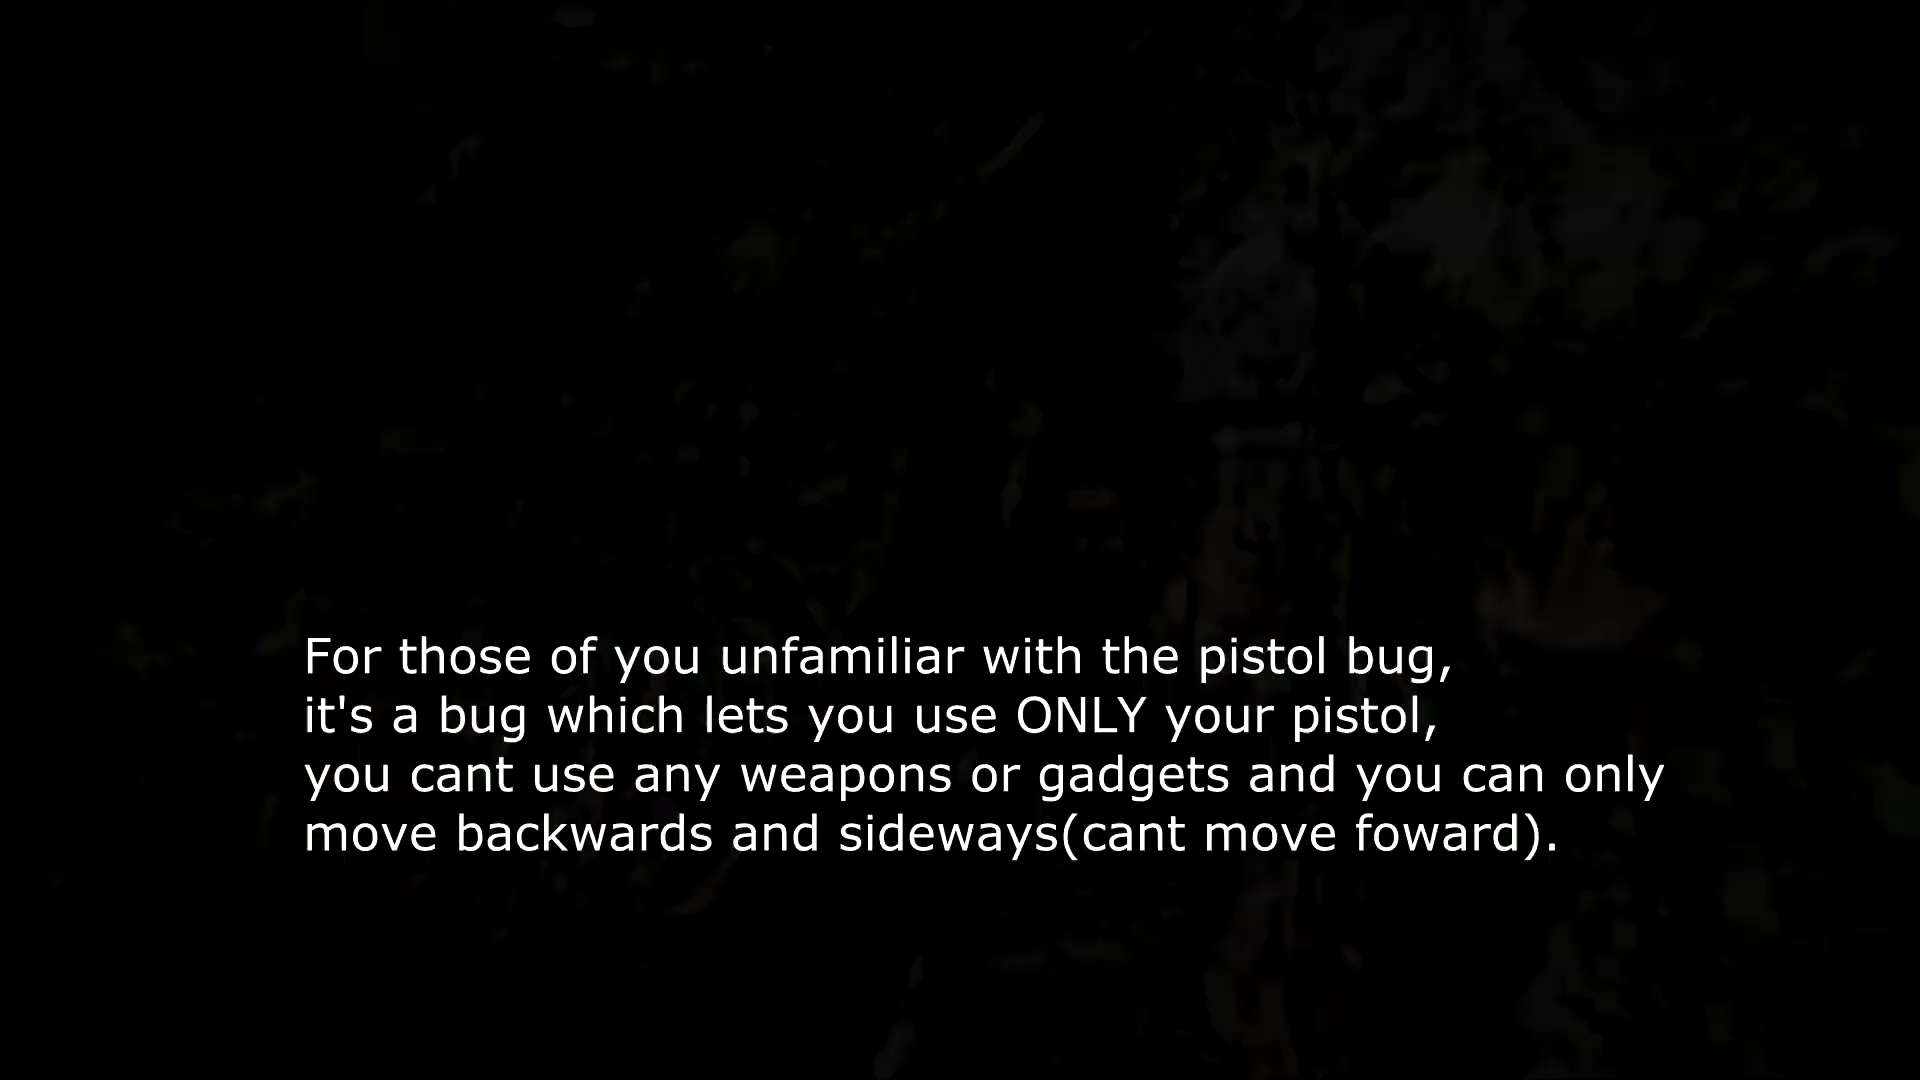 For those of you unfamiliar with the pistol bug,
it's a bug which lets you use ONLY your pistol,
you cant use any weapons or gadgets and you can only
move backwards and sideways(cant move foward).